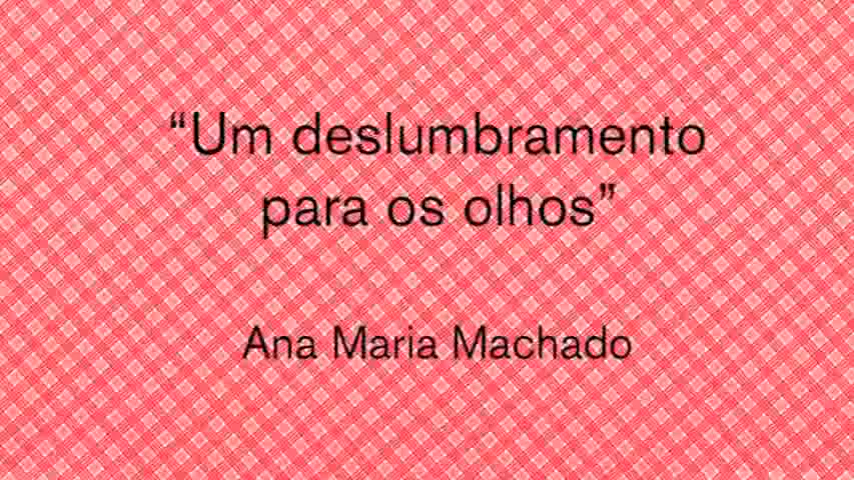 “Um deslumbramento
para os olhos”
Ana Maria Machado